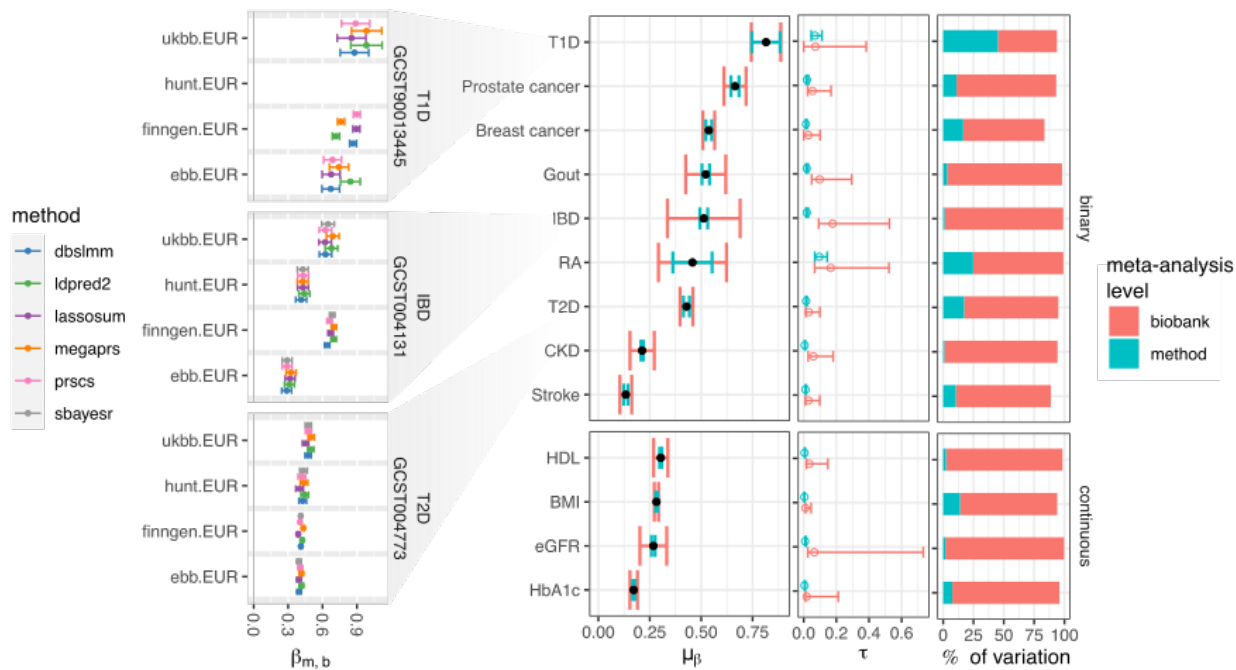 method
dbslmm
ldpred2
lassosum
megaprs
prscs
sbayesr
ukbb.EUR
hunt.EUR
finngen.EUR
ebb.EUR
T1D
GCST90013445
ukbb.EUR
hunt.EUR
finngen.EUR
ebb.EUR
IBD
GCST004131
ukbb.EUR
hunt.EUR
finngen.EUR
ebb.EUR
T2D
GCST004773
0.0 0.3 0.6 0.9
βm, b
T1D
Prostate cancer
Breast cancer
Gout
IBD
RA
T2D
CKD
Stroke
binary
HDL
BMI
eGFR
HbA1c
continuous
0.00 0.25 0.50 0.75
μβ
0.0 0.2 0.4 0.6
τ
0 25 50 75 100
% of variation
meta-analysis
level
biobank
method